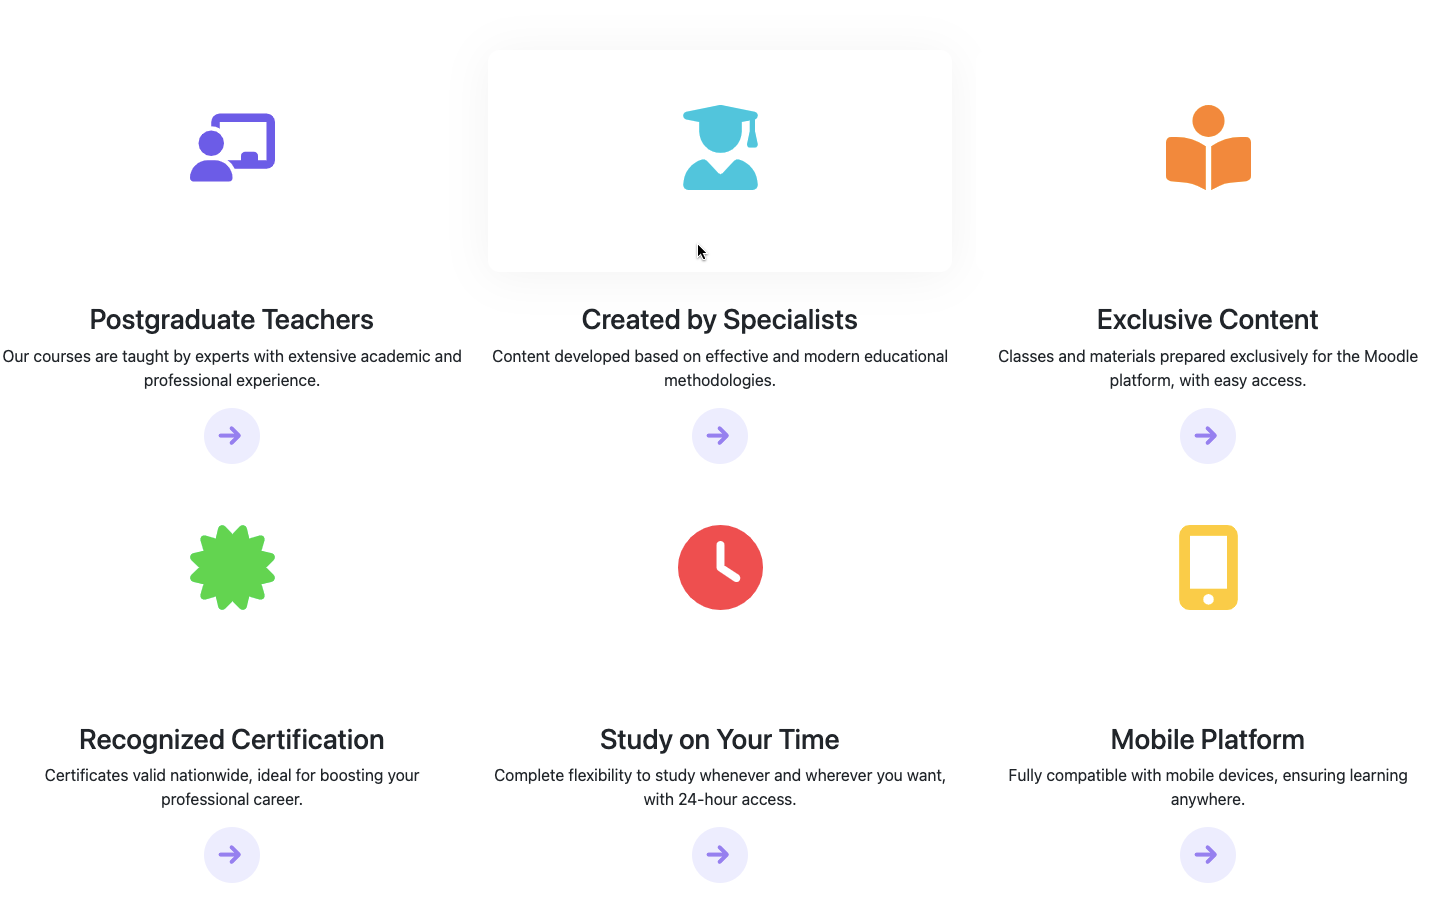 Postgraduate Teachers
Our courses are taught by experts with extensive academic and
professional experience.
Created by Specialists
Content developed based on effective and modern educational
methodologies.
Exclusive Content
Classes and materials prepared exclusively for the Moodle
platform, with easy access.
Recognized Certification
Certificates valid nationwide, ideal for boosting your
professional career.
Study on Your Time
Complete flexibility to study whenever and wherever you want,
with 24-hour access.
Mobile Platform
Fully compatible with mobile devices, ensuring learning
anywhere.